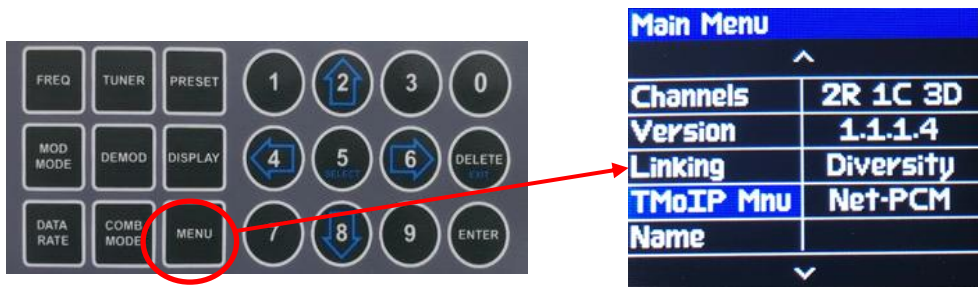 FREQ
TUNER
PRESET
1
2
3
0
MOD
MODE
DEMOD
DISPLAY
4
5
SELECT
6
DELETE
EXIT
DATA
RATE
COMB
MODE
MENU
7
8
9
ENTER
Main Menu
Channels 2R 1C 3D
Version 1.1.1.4
Linking Diversity
TMoIP Mnu Net-PCM
Name